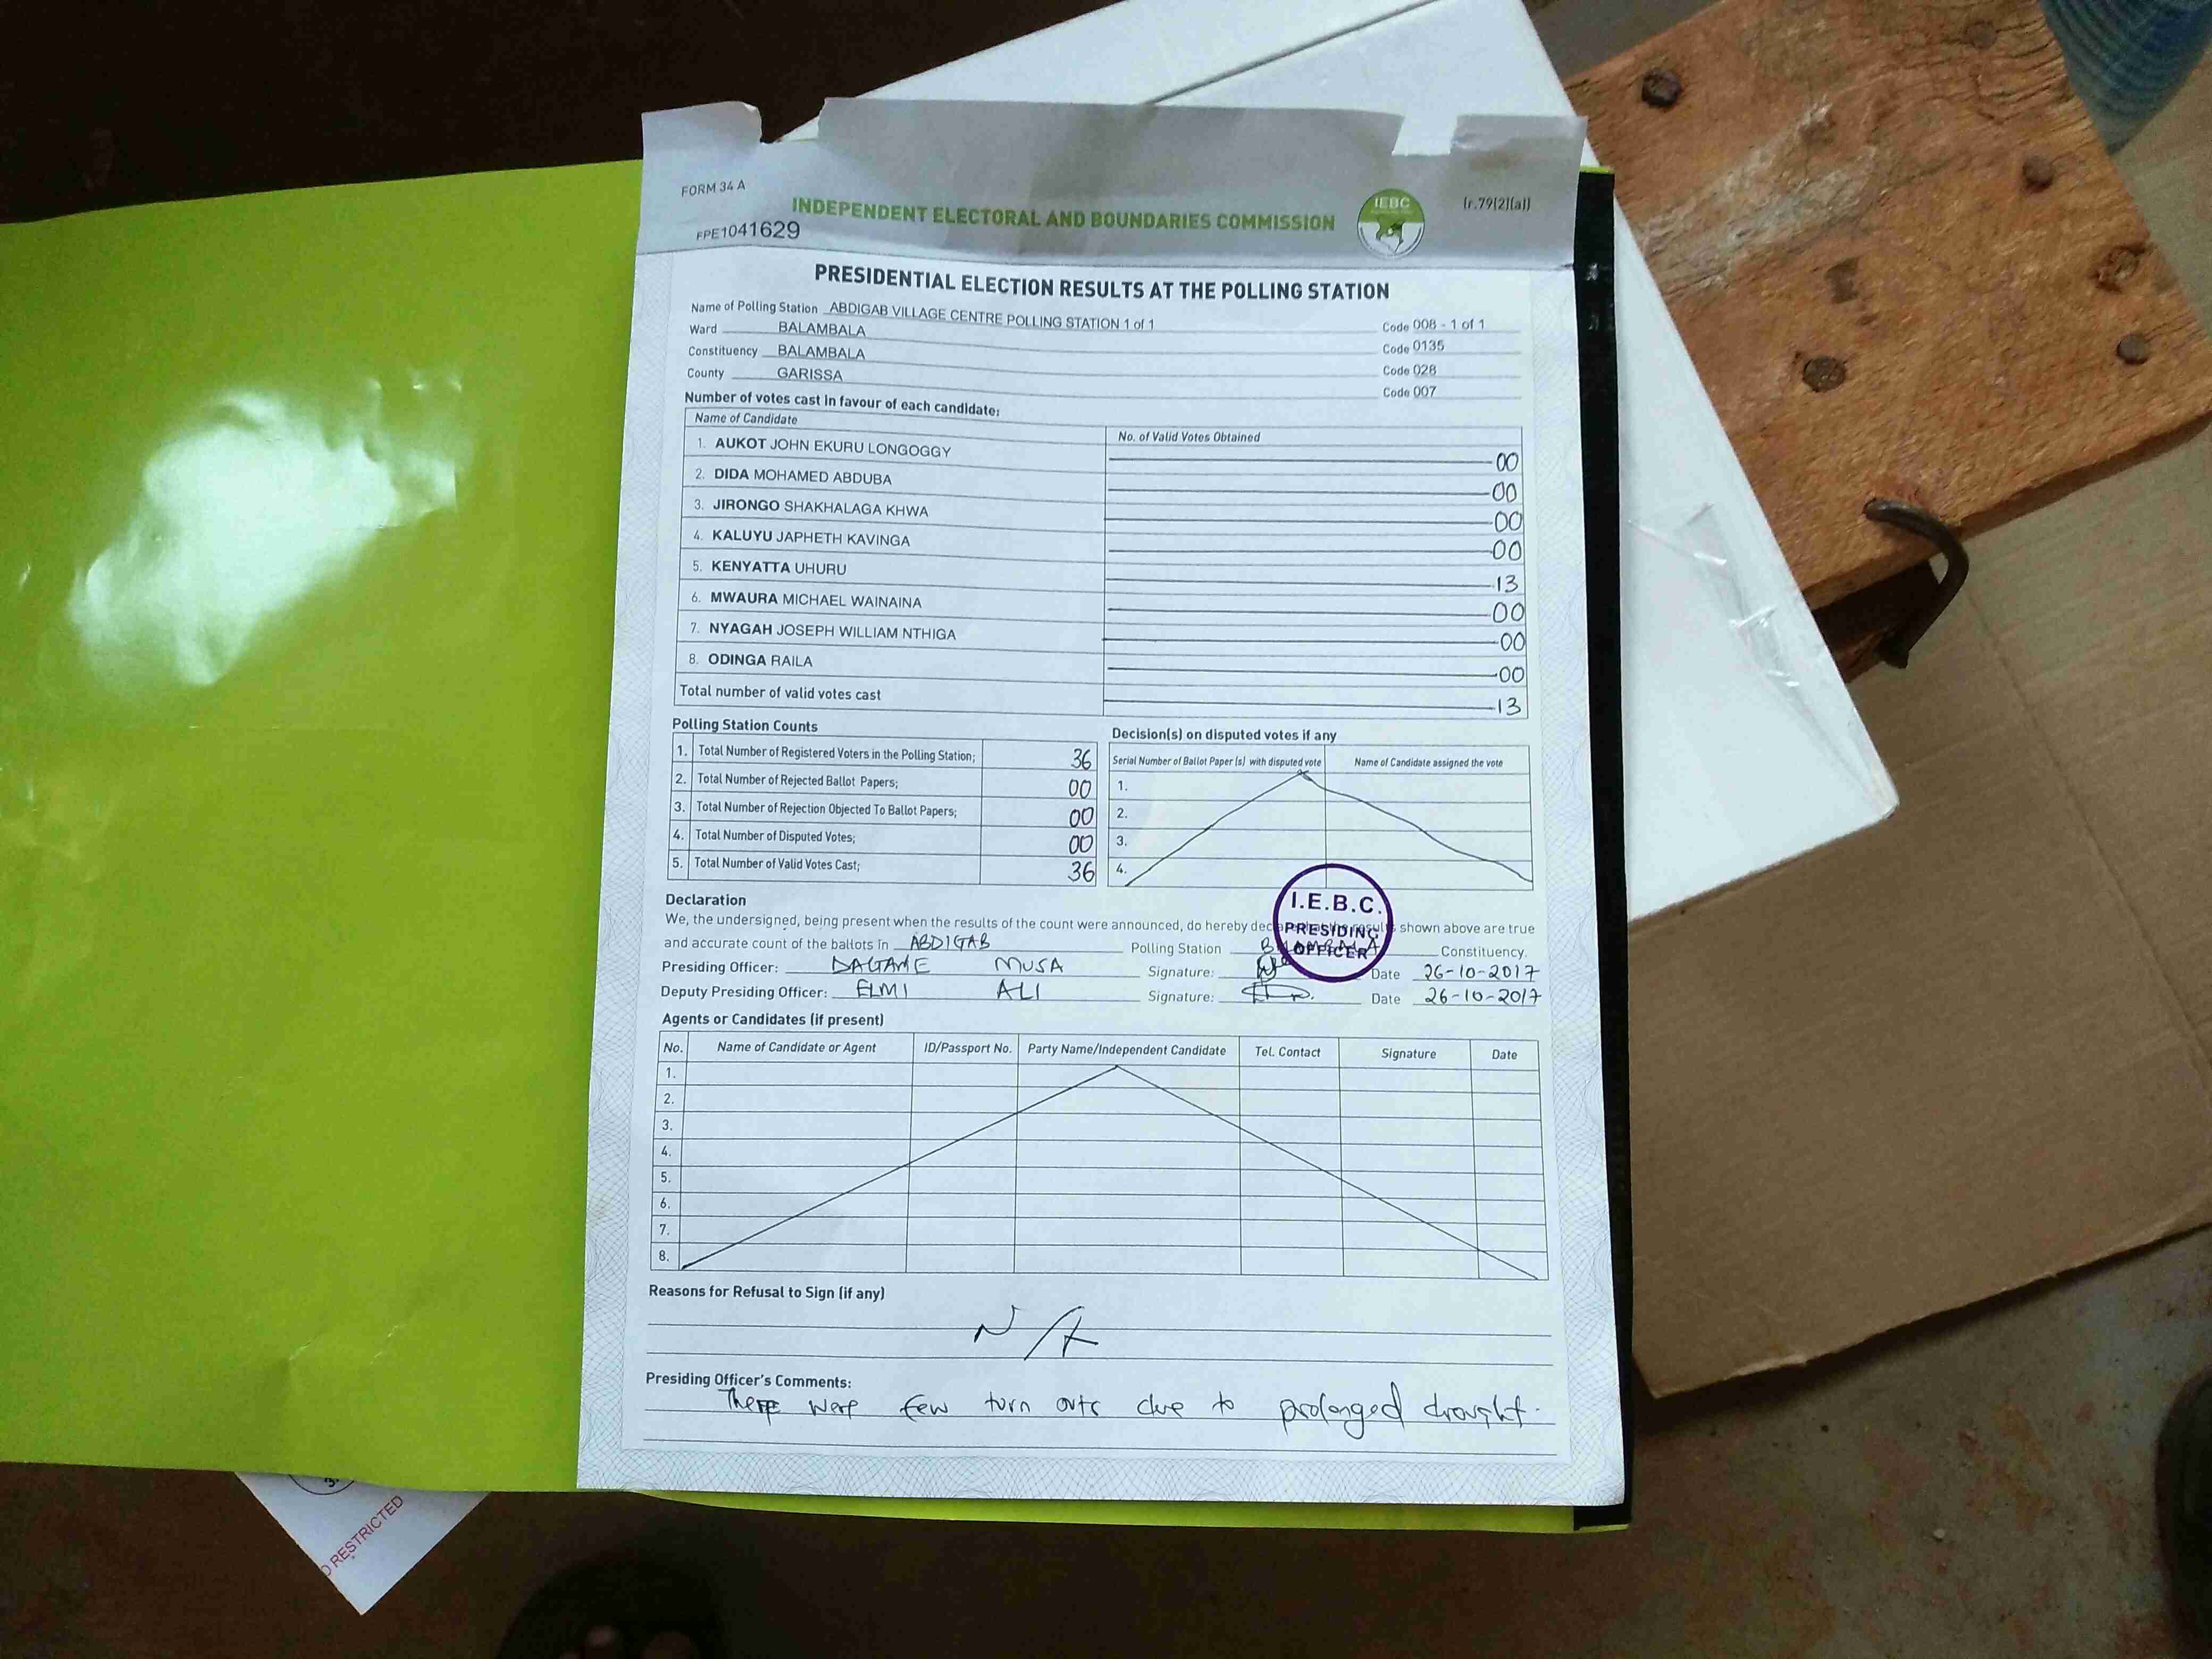 FORM 34 A
INDEPENDENT ELECTORAL AND BOUNDARIES COMMISSION
IEBC
(r.79(2)(a))
FPE1041629
PRESIDENTIAL ELECTION RESULTS AT THE POLLING STATION
Name of Polling Station ABDIGAB VILLAGE CENTRE POLLING STATION 1 of 1 Code 008 - 1 of 1
Ward BALAMBALA Code 0135
Constituency BALAMBALA Code 028
County GARISSA Code 007
Number of votes cast in favour of each candidate:
Name of Candidate No. of Valid Votes Obtained
1. AUKOT JOHN EKURU LONGOGGY 00
2. DIDA MOHAMED ABDUBA 00
3. JIRONGO SHAKHALAGA KHWA 00
4. KALUYU JAPHETH KAVINGA 00
5. KENYATTA UHURU 13
6. MWAURA MICHAEL WAINAINA 00
7. NYAGAH JOSEPH WILLIAM NTHIGA 00
8. ODINGA RAILA 00
Total number of valid votes cast 13
Polling Station Counts
1. Total Number of Registered Voters in the Polling Station; 36
2. Total Number of Rejected Ballot Papers; 00
3. Total Number of Rejection Objected To Ballot Papers; 00
4. Total Number of Disputed Votes; 00
5. Total Number of Valid Votes Cast; 36
Decision(s) on disputed votes if any
Serial Number of Ballot Paper (s) with disputed vote Name of Candidate assigned the vote
1.
2.
3.
4.
I.E.B.C.
PRESIDING
OFFICER
Declaration
We, the undersigned, being present when the results of the count were announced, do hereby shown above are true
and accurate count of the ballots in ABDIGAB Polling Station BALAMBALA Constituency.
Presiding Officer: DAGANE MUSA Signature: Date 26-10-2017
Deputy Presiding Officer: ELMI ALI Signature: Date 26-10-2017
Agents or Candidates (if present)
No. Name of Candidate or Agent ID/Passport No. Party Name/Independent Candidate Tel. Contact Signature Date
1.
2.
3.
4.
5.
6.
7.
8.
Reasons for Refusal to Sign (if any)
N/A
Presiding Officer's Comments:
There were few turn outs due to prolonged drought.
RESTRICTED